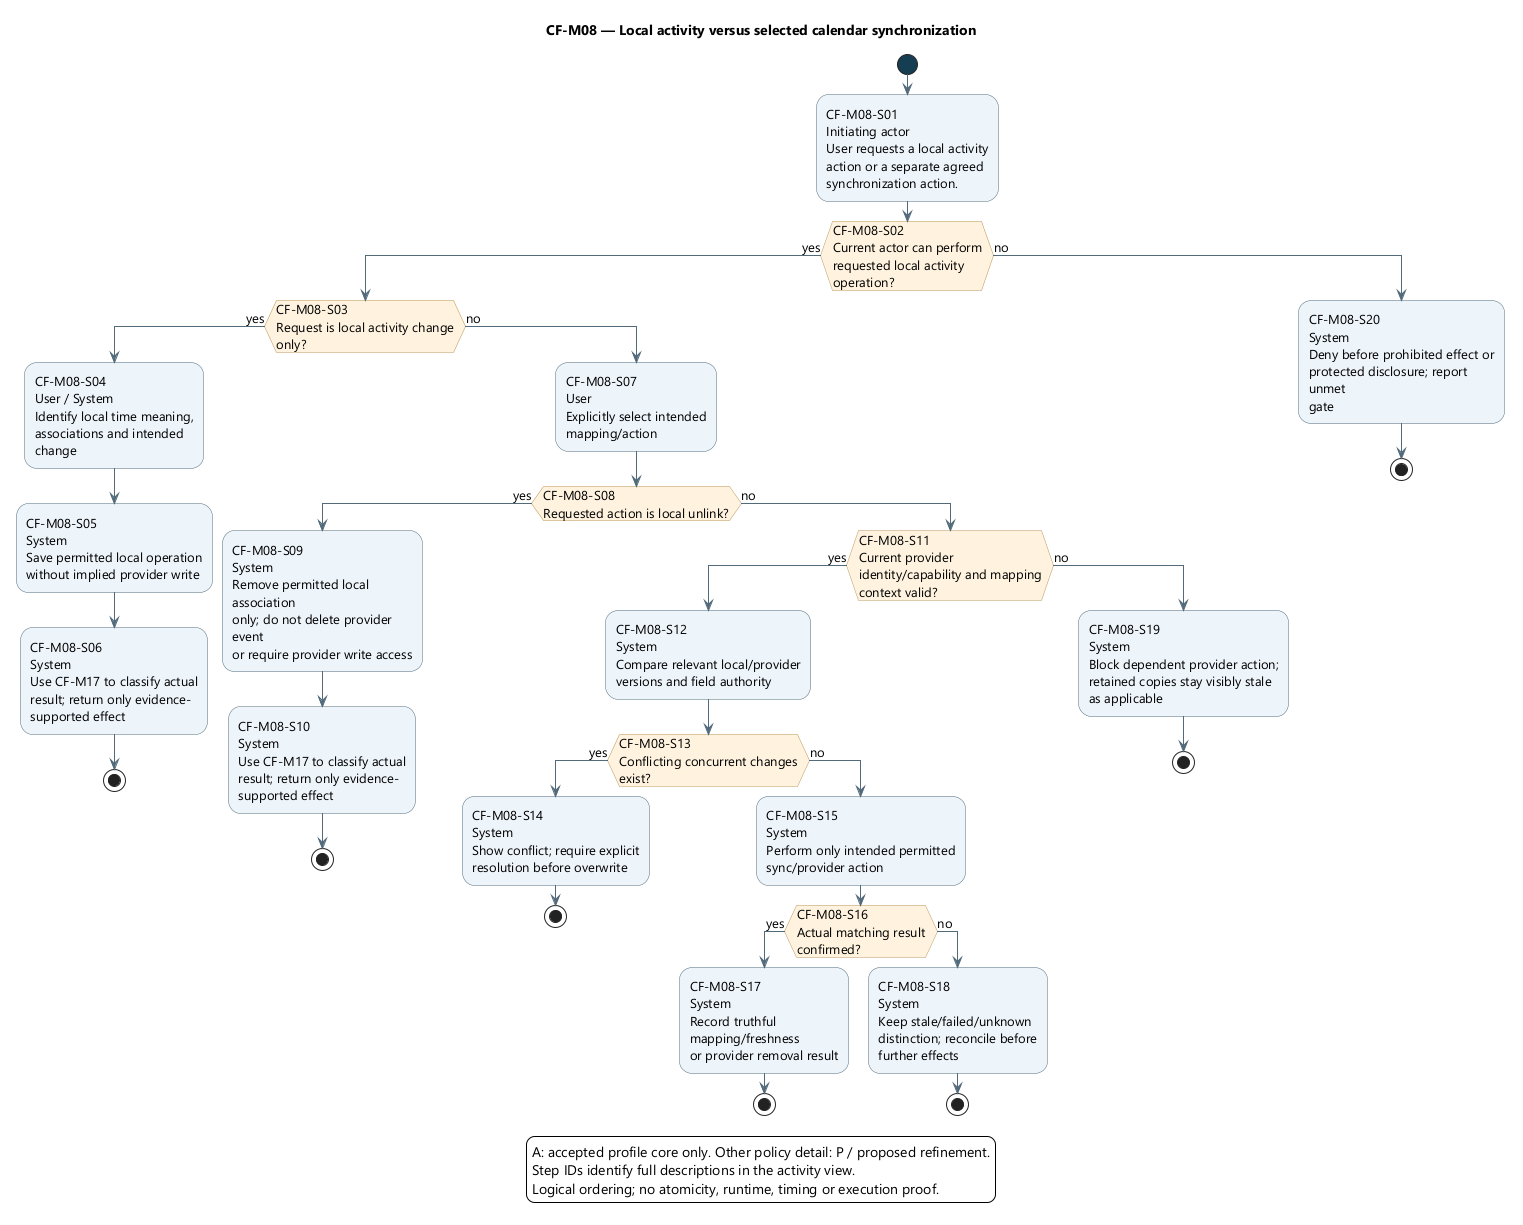 CF-M08 — Local activity versus selected calendar synchronization
CF-M08-S01
Initiating actor
User requests a local activity
action or a separate agreed
synchronization action.
CF-M08-S02
Current actor can perform
requested local activity
operation?
yes
no
CF-M08-S03
Request is local activity change
only?
yes
no
CF-M08-S04
User / System
Identify local time meaning,
associations and intended
change
CF-M08-S05
System
Save permitted local operation
without implied provider write
CF-M08-S06
System
Use CF-M17 to classify actual
result; return only evidence-
supported effect
CF-M08-S07
User
Explicitly select intended
mapping/action
CF-M08-S08
Requested action is local unlink?
yes
no
CF-M08-S09
System
Remove permitted local
association
only; do not delete provider
event
or require provider write access
CF-M08-S10
System
Use CF-M17 to classify actual
result; return only evidence-
supported effect
CF-M08-S11
Current provider
identity/capability and mapping
context valid?
yes
no
CF-M08-S12
System
Compare relevant local/provider
versions and field authority
CF-M08-S13
Conflicting concurrent changes
exist?
yes
no
CF-M08-S14
System
Show conflict; require explicit
resolution before overwrite
CF-M08-S15
System
Perform only intended permitted
sync/provider action
CF-M08-S16
Actual matching result
confirmed?
yes
no
CF-M08-S17
System
Record truthful
mapping/freshness
or provider removal result
CF-M08-S18
System
Keep stale/failed/unknown
distinction; reconcile before
further effects
CF-M08-S19
System
Block dependent provider action;
retained copies stay visibly stale
as applicable
CF-M08-S20
System
Deny before prohibited effect or
protected disclosure; report
unmet
gate
A: accepted profile core only. Other policy detail: P / proposed refinement.
Step IDs identify full descriptions in the activity view.
Logical ordering; no atomicity, runtime, timing or execution proof.